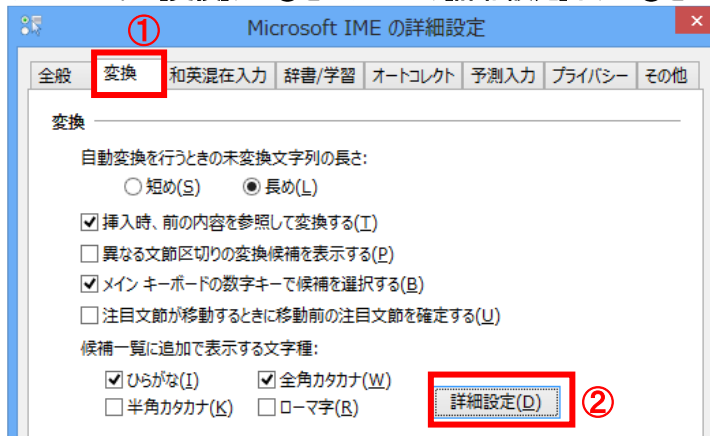 ①
Microsoft IME の詳細設定
全般 変換 和英混在入力 辞書/学習 オートコレクト 予測入力 プライバシー その他
変換
自動変換を行うときの未変換文字列の長さ:
短め(S) 長め(L)
挿入時、前の内容を参照して変換する(T)
異なる文節区切りの変換候補を表示する(P)
メイン キーボードの数字キーで候補を選択する(B)
注目文節が移動するときに移動前の注目文節を確定する(U)
候補一覧に追加で表示する文字種:
ひらがな(I) 全角カタカナ(W)
半角カタカナ(K) ローマ字(R)
詳細設定(D) ②